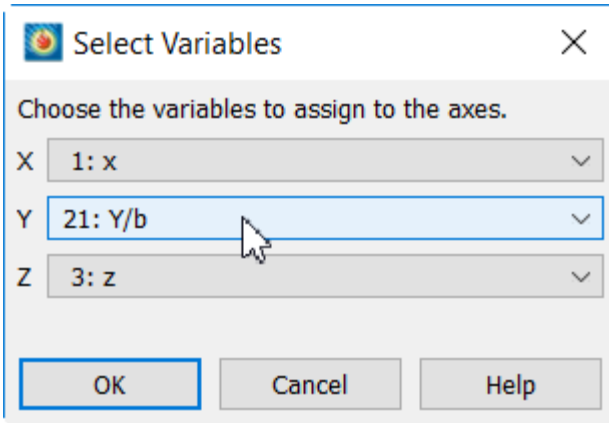 Select Variables
Choose the variables to assign to the axes.
X 1: x
Y 21: Y/b
Z 3: z
OK Cancel Help